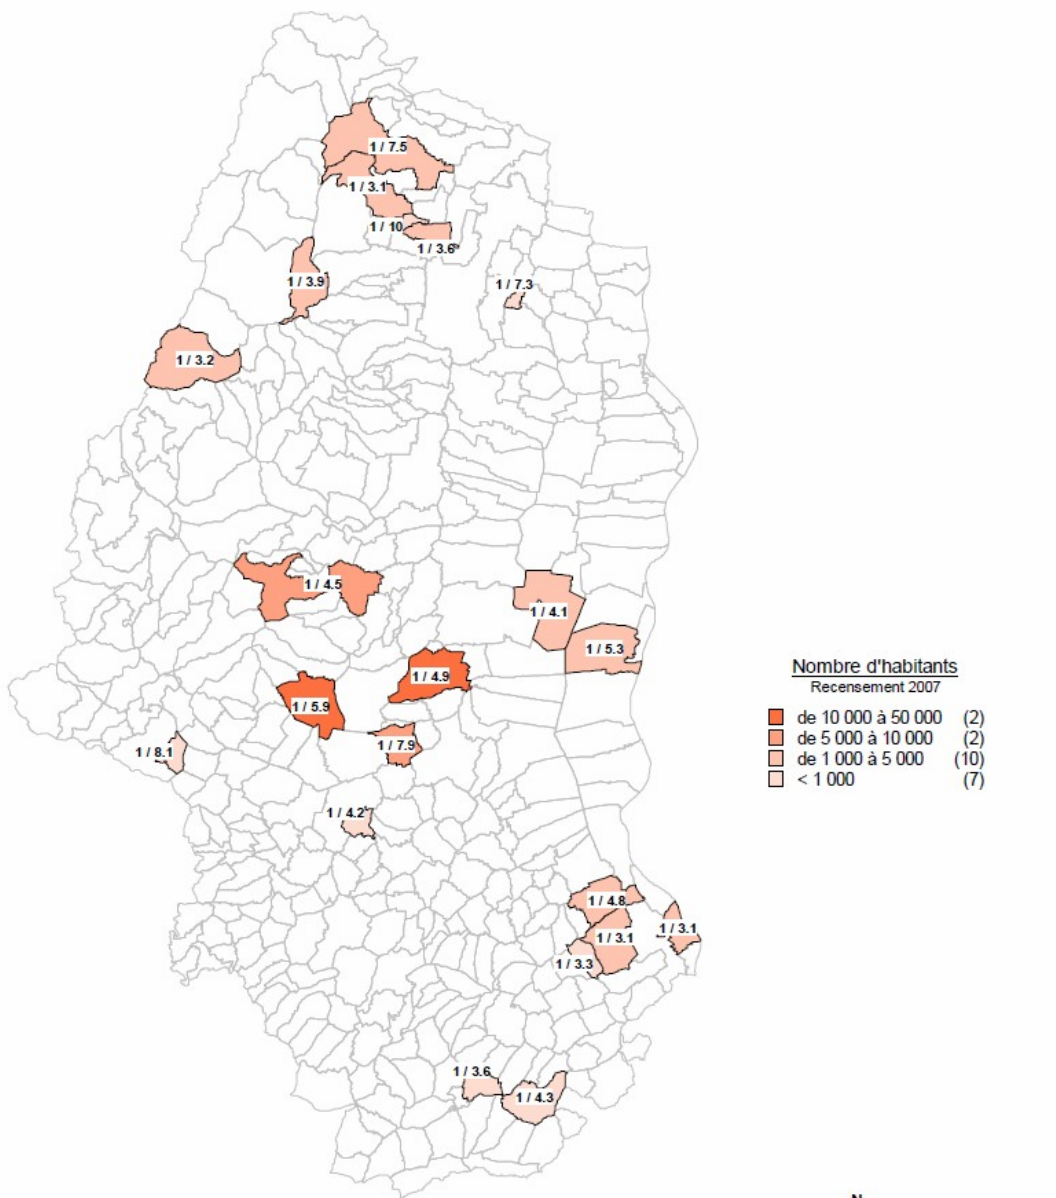 1 / 7.5
1 / 3.1
1 / 10
1 / 3.6
1 / 3.9
1 / 7.3
1 / 3.2
1 / 4.5
1 / 4.1
1 / 5.3
1 / 4.9
1 / 5.9
1 / 7.9
1 / 8.1
1 / 4.2
Nombre d'habitants
Recensement 2007
de 10 000 à 50 000 (2)
de 5 000 à 10 000 (2)
de 1 000 à 5 000 (10)
< 1 000 (7)
1 / 4.8
1 / 3.1
1 / 3.1
1 / 3.3
1 / 3.6
1 / 4.3
N